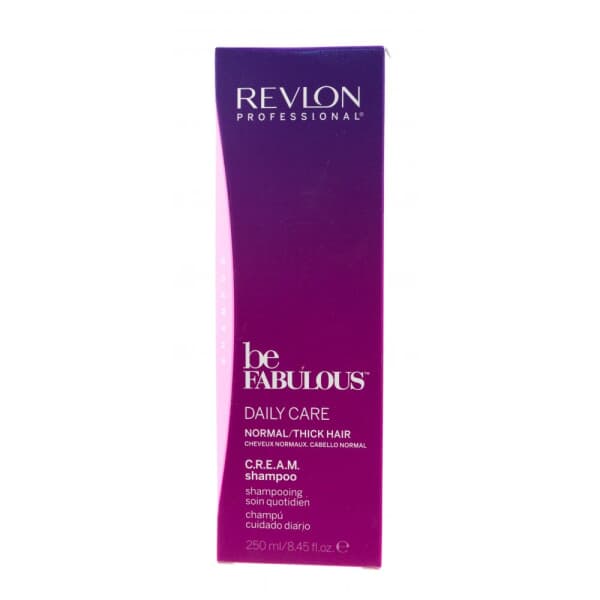 REVLON
PROFESSIONAL®
be
FABULOUS™
DAILY CARE
NORMAL/THICK HAIR
CHEVEUX NORMAUX. CABELLO NORMAL
C.R.E.A.M.
shampoo
shampooing
soin quotidien
champú
cuidado diario
250 ml/8.45 fl.oz. ℮